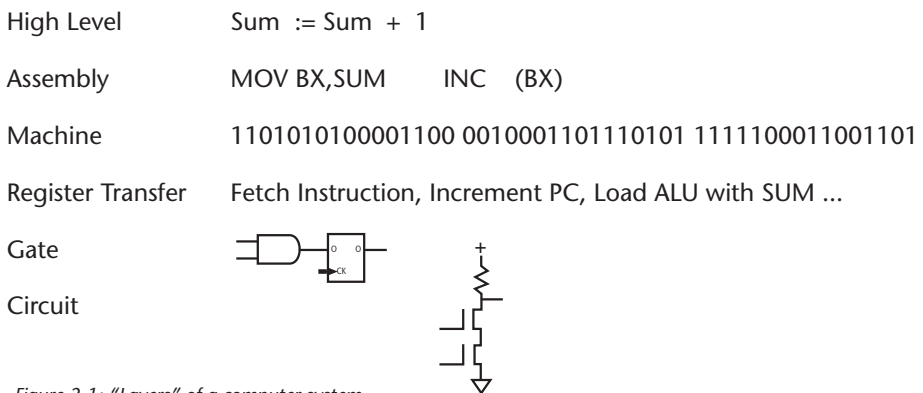 High Level Sum := Sum + 1
Assembly MOV BX,SUM INC (BX)
Machine 1101010100001100 0010001101110101 1111100011001101
Register Transfer Fetch Instruction, Increment PC, Load ALU with SUM ...
Gate
O O
CK
+
Circuit